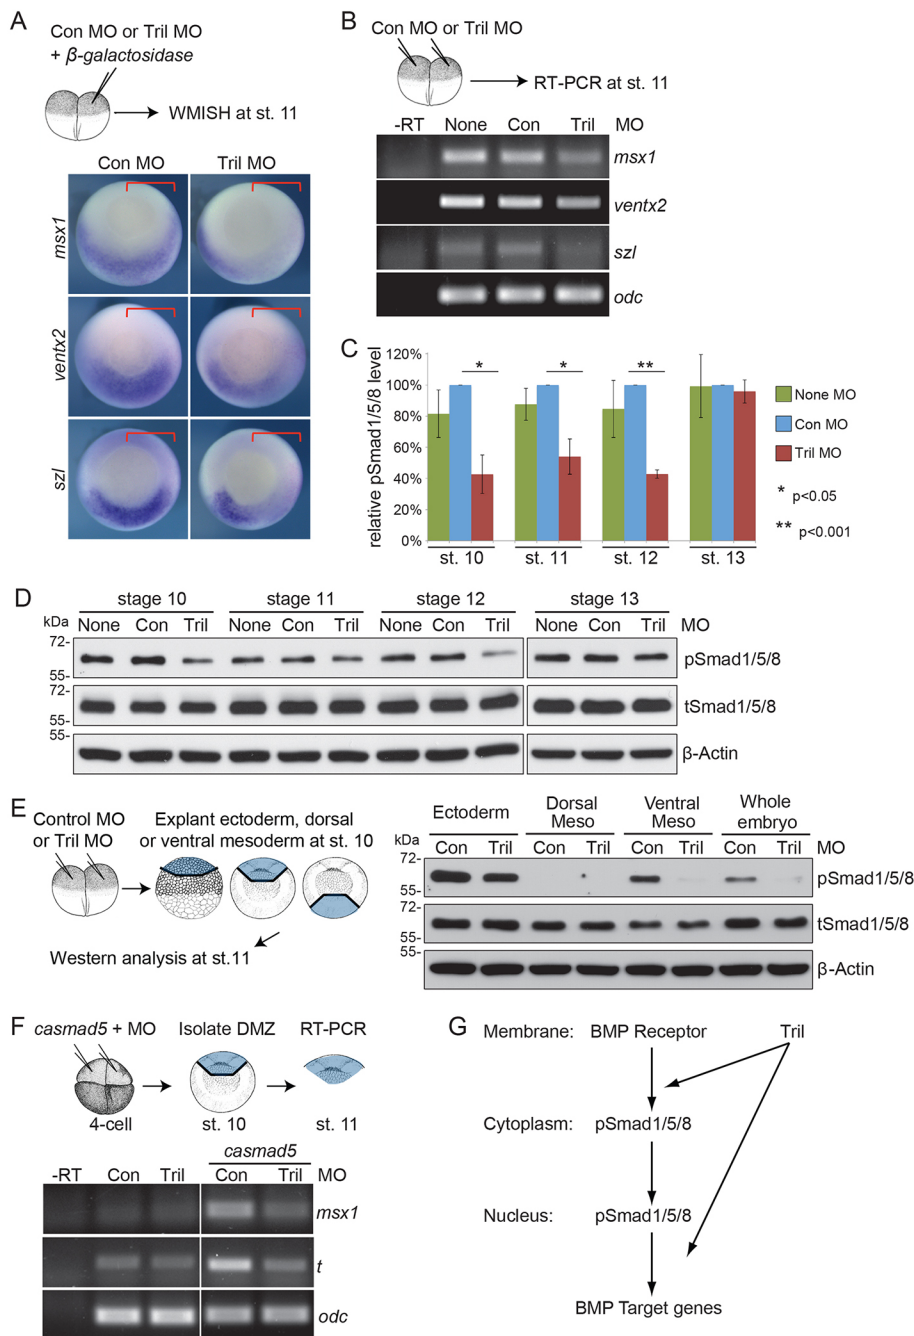 A
Con MO or Tril MO
+ β-galactosidase
WMISH at st. 11
Con MO Tril MO
msx1
ventx2
szl
B
Con MO or Tril MO
RT-PCR at st. 11
-RT None Con Tril MO
msx1
ventx2
szl
odc
C
relative pSmad1/5/8 level
120%
100%
80%
60%
40%
20%
0%
st. 10 st. 11 st. 12 st. 13
* * **
None MO
Con MO
Tril MO
* p<0.05
** p<0.001
D
stage 10 stage 11 stage 12 stage 13
kDa None Con Tril None Con Tril None Con Tril None Con Tril MO
72-
55-
pSmad1/5/8
72-
55-
tSmad1/5/8
55-
β-Actin
E
Control MO
or Tril MO
Explant ectoderm, dorsal
or ventral mesoderm at st. 10
Western analysis at st.11
Ectoderm Dorsal Meso Ventral Meso Whole embryo
kDa Con Tril Con Tril Con Tril Con Tril MO
72-
55-
pSmad1/5/8
72-
55-
tSmad1/5/8
55-
β-Actin
F
casmad5 + MO Isolate DMZ RT-PCR
4-cell st. 10 st. 11
casmad5
-RT Con Tril Con Tril MO
msx1
t
odc
G
Membrane: BMP Receptor Tril
Cytoplasm: pSmad1/5/8
Nucleus: pSmad1/5/8
BMP Target genes